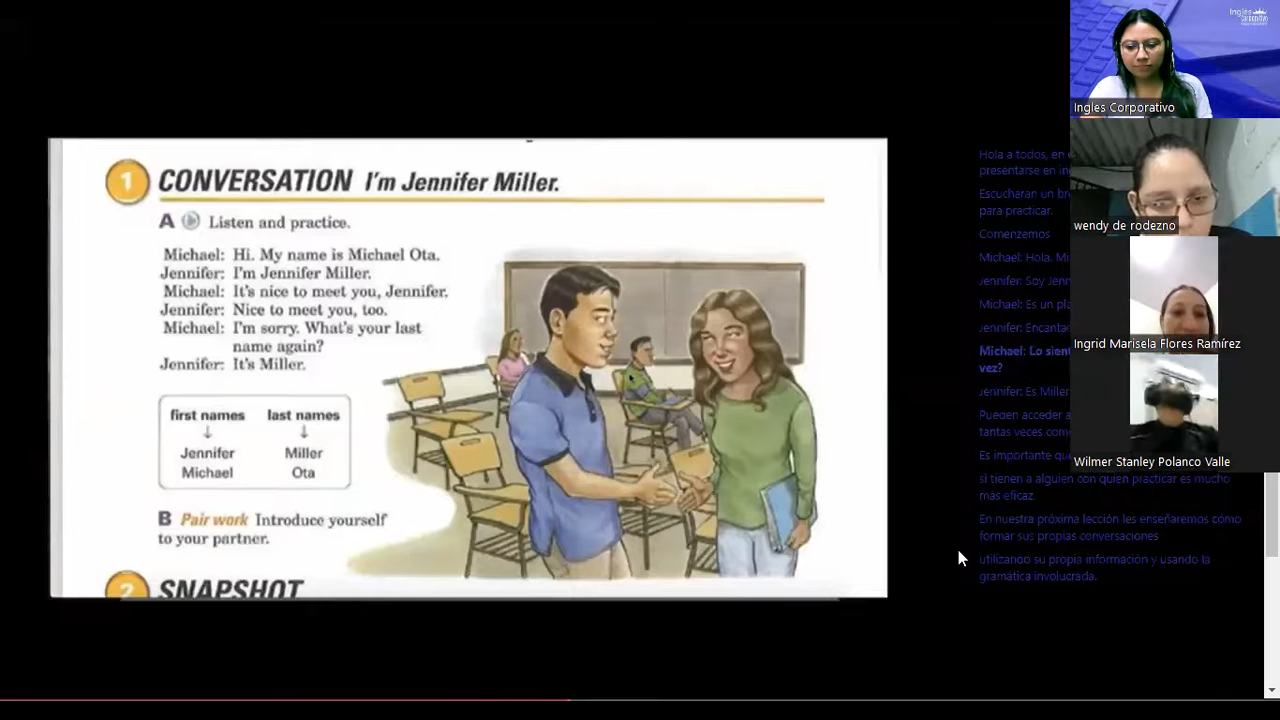 1 CONVERSATION I'm Jennifer Miller.
A Listen and practice.
Michael: Hi. My name is Michael Ota.
Jennifer: I'm Jennifer Miller.
Michael: It's nice to meet you, Jennifer.
Jennifer: Nice to meet you, too.
Michael: I'm sorry. What's your last
name again?
Jennifer: It's Miller.
first names last names
Jennifer Miller
Michael Ota
B Pair work Introduce yourself
to your partner.
2 SNAPSHOT
Hola a todos, en
presentarse en
Escucharan un
para practicar.
Comenzemos
Michael: Hola.
Jennifer: Soy
Michael: Es un
Jennifer:
Michael: Lo
vez?
Jennifer: Es Miller
Pueden acceder a
tantas veces
Es importante
si tienen a alguien con quien practicar es mucho
más eficaz
En nuestra próxima lección les enseñaremos cómo
formar sus propias conversaciones
utilizando su propia información y usando la
gramática involucrada.
Ingles
Ingles Corporativo
wendy de rodezno
Ingrid Marisela Flores Ramírez
Wilmer Stanley Polanco Valle